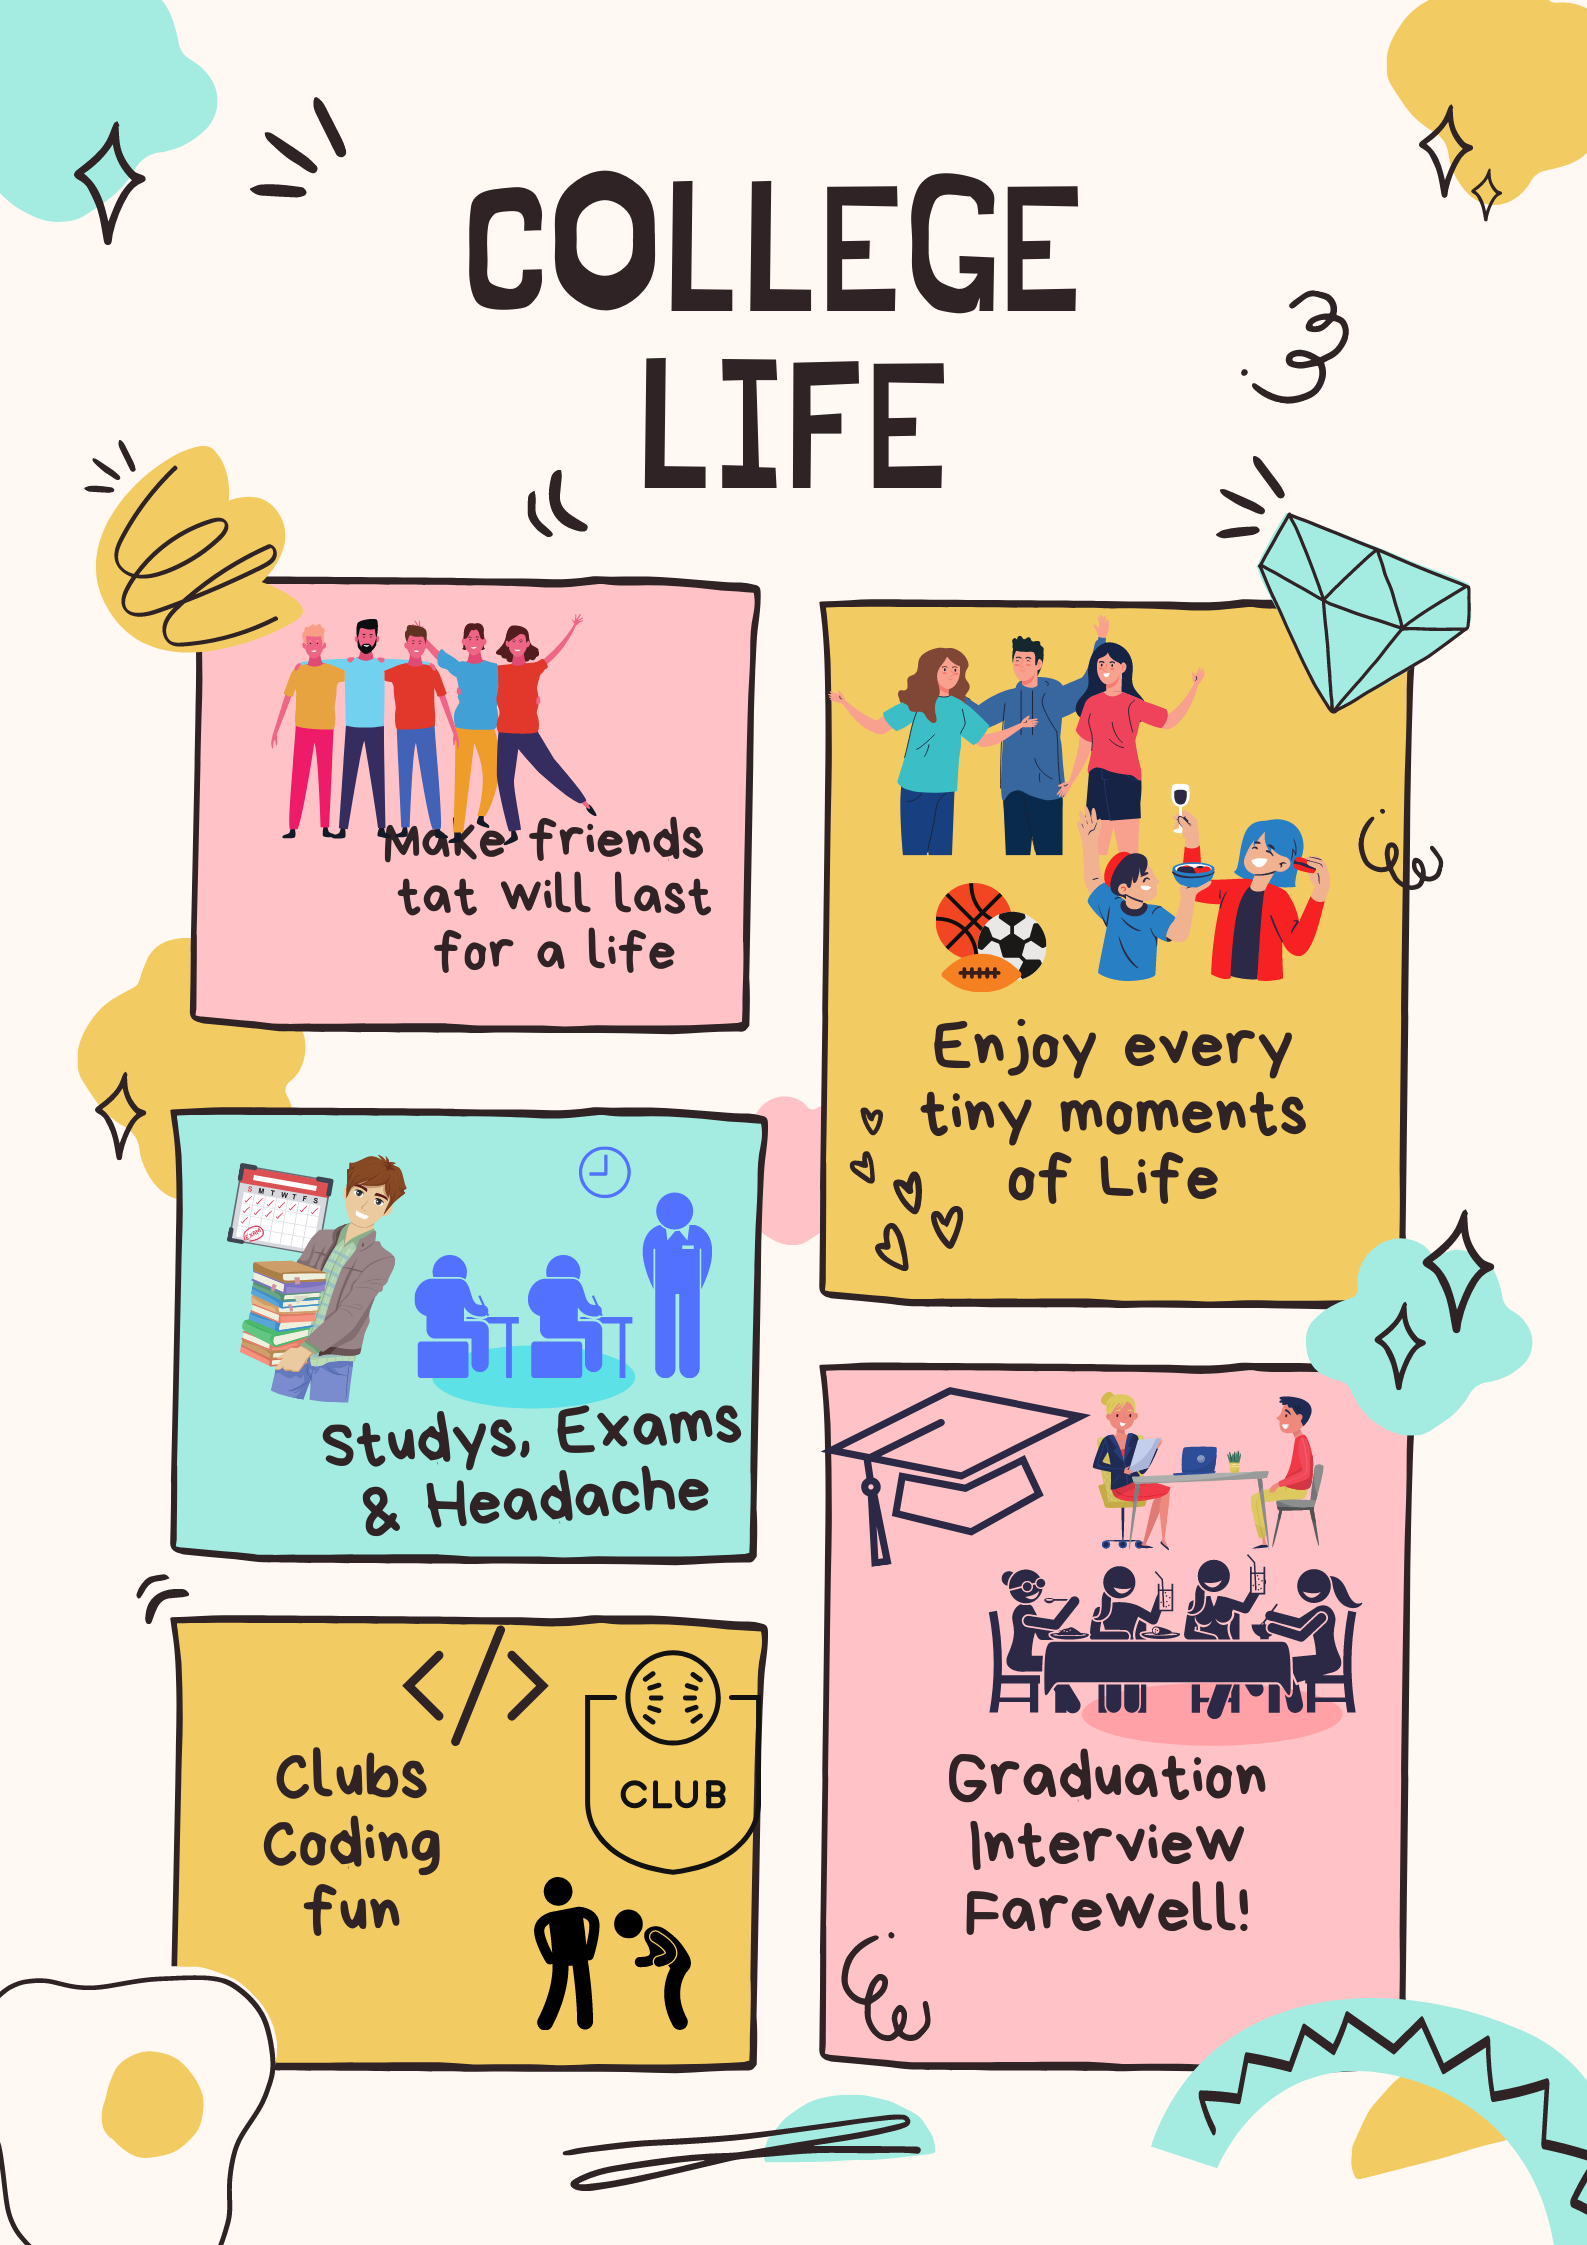 COLLEGE
LIFE
Make friends
tat will last
for a life
Enjoy every
tiny moments
of Life
S M T W T F S
EXAM
Studys, Exams
& Headache
</>
CLUB
Clubs
Coding
fun
Graduation
Interview
Farewell!